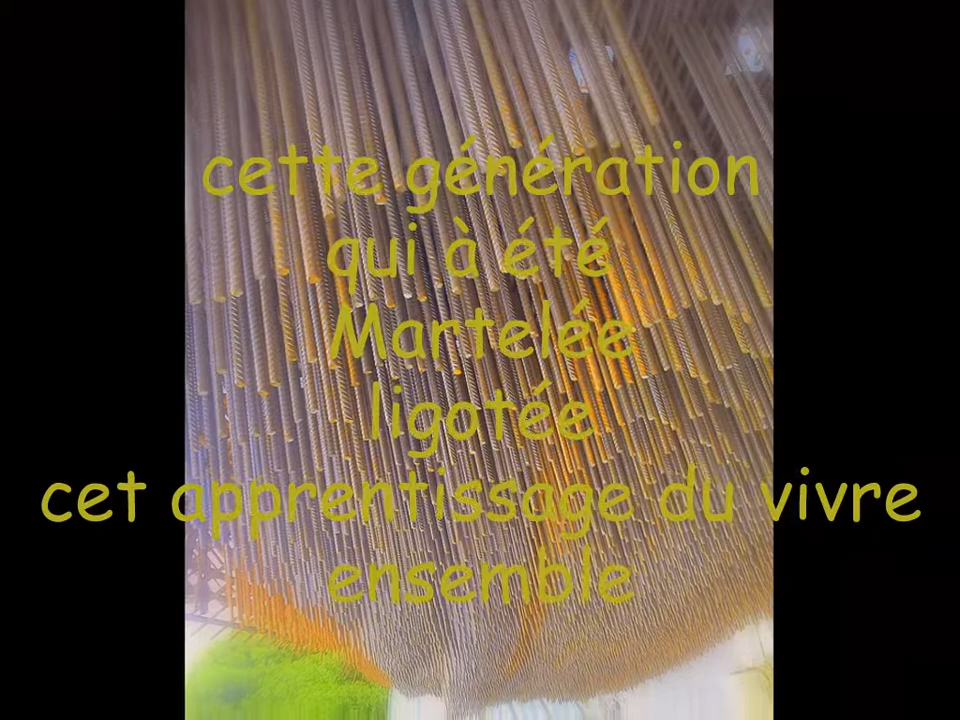 cette génération
qui à été
Martelée
ligotée
cet apprentissage du vivre
ensemble